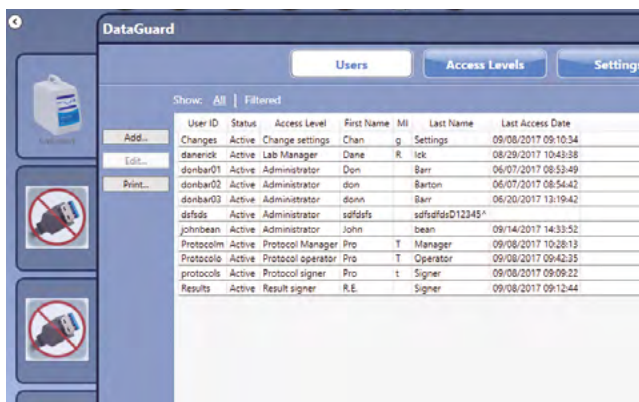 DataGuard
Users Access Levels Settings
Show: All | Filtered
User ID Status Access Level First Name MI Last Name Last Access Date
Add... Changes Active Change settings Chan g Settings 09/08/2017 09:10:34
danerick Active Lab Manager Dane R Ick 08/29/2017 10:43:38
Edit... donbar01 Active Administrator Don Barr 06/07/2017 08:53:49
donbar02 Active Administrator don Barton 06/07/2017 08:54:42
Print... donbar03 Active Administrator donn Barr 06/20/2017 13:19:42
dsfsds Active Administrator sdfdsfs sdfsdfdsD12345^
johnbean Active Administrator John bean 09/14/2017 14:33:52
Protocolm Active Protocol Manager Pro T Manager 09/08/2017 10:28:13
Protocolo Active Protocol operator Pro T Operator 09/08/2017 09:42:35
protocols Active Protocol signer Pro t Signer 09/08/2017 09:09:22
Results Active Result signer R.E. Signer 09/08/2017 09:12:44